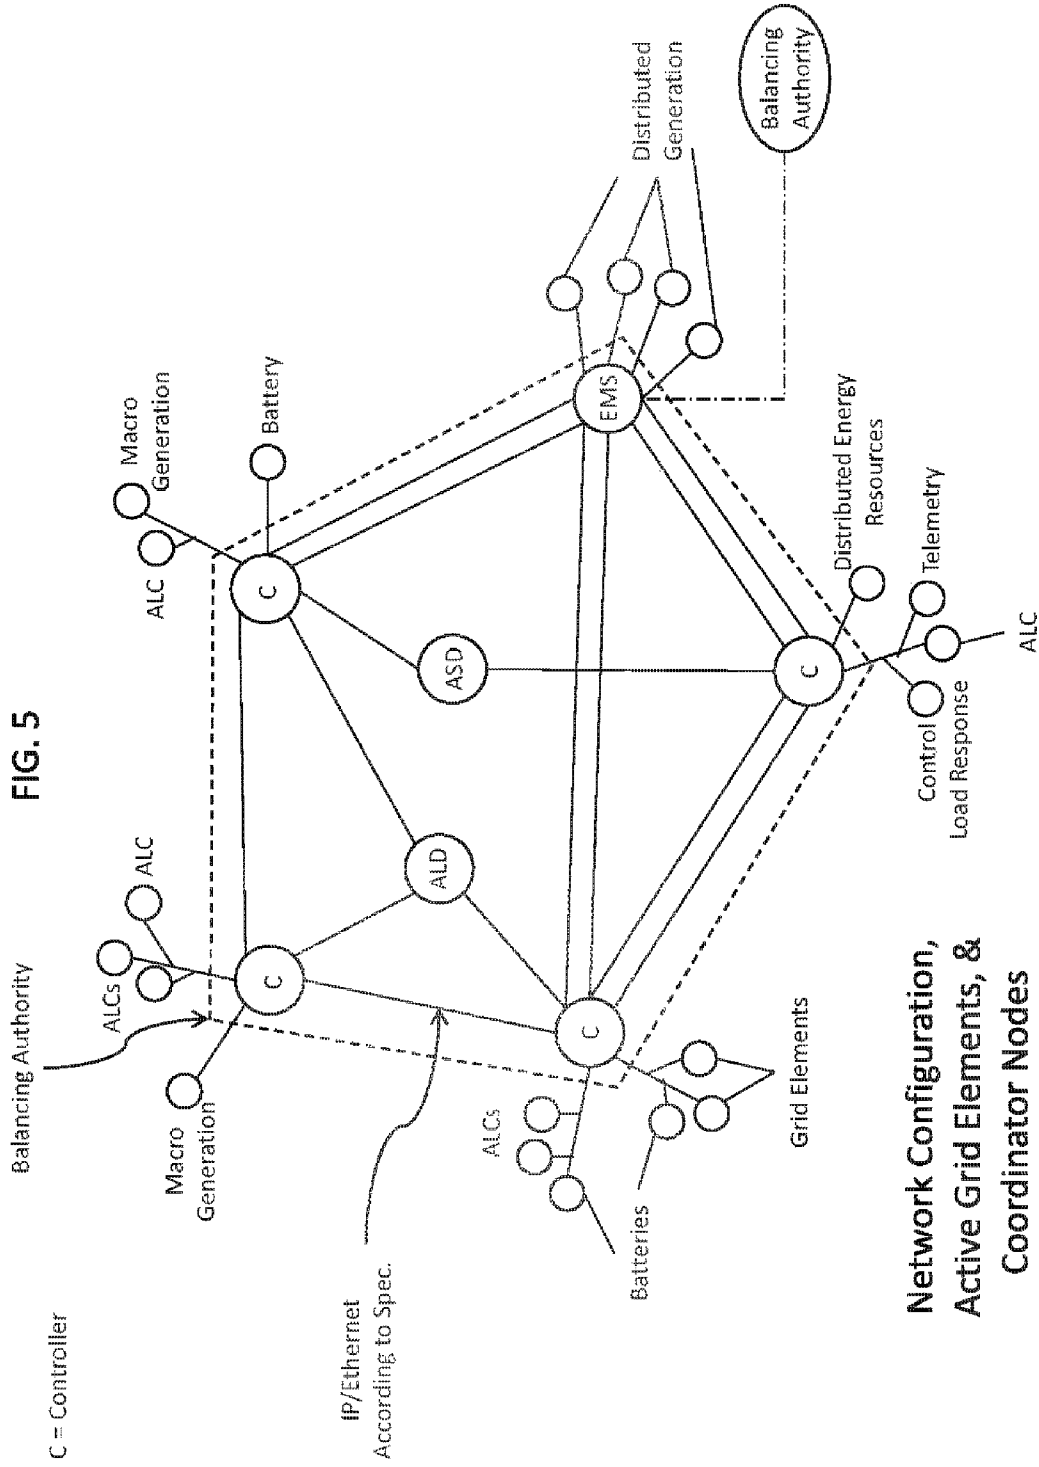 FIG. 5
C = Controller
Balancing Authority
IP/Ethernet
According to Spec.
Macro
Generation
ALCs
ALC
C
ALC
Macro
Generation
Battery
C
ALD
ASD
EMS
Distributed
Generation
Balancing
Authority
C
ALCs
Batteries
Grid Elements
C
Distributed Energy
Resources
Telemetry
ALC
Control
Load Response
Network Configuration,
Active Grid Elements, &
Coordinator Nodes